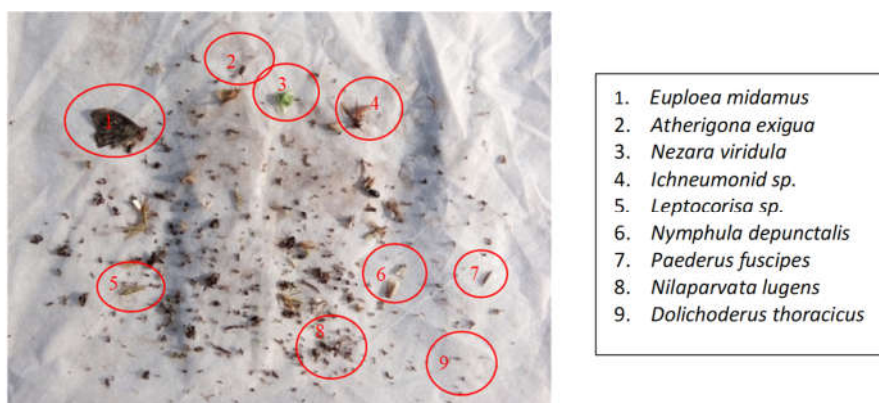 2
3
4
1
5
6
7
8
9
1. Euploea midamus
2. Atherigona exigua
3. Nezara viridula
4. Ichneumonid sp.
5. Leptocorisa sp.
6. Nymphula depunctalis
7. Paederus fuscipes
8. Nilaparvata lugens
9. Dolichoderus thoracicus